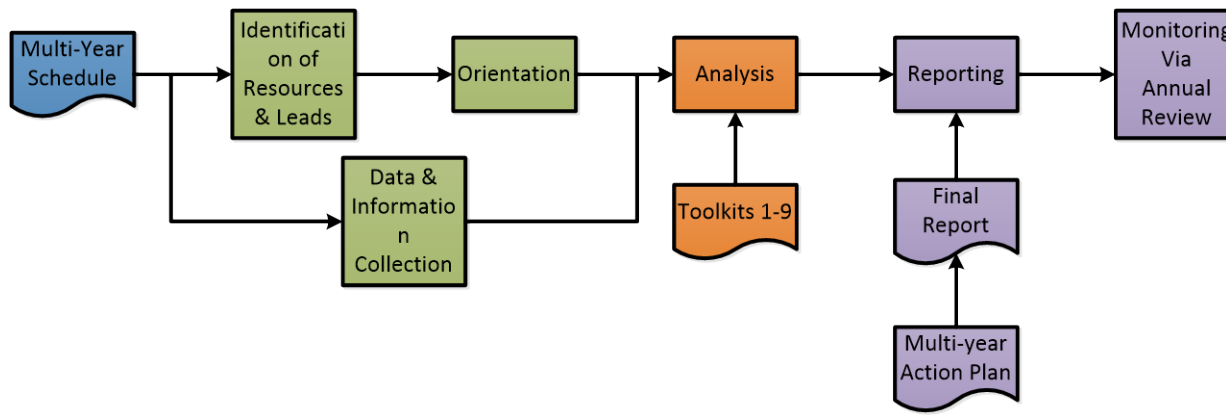 Multi-Year
Schedule
Identificati
on of
Resources
& Leads
Orientation
Analysis
Reporting
Monitoring
Via
Annual
Review
Data &
Informatio
n
Collection
Toolkits 1-9
Final
Report
Multi-year
Action Plan